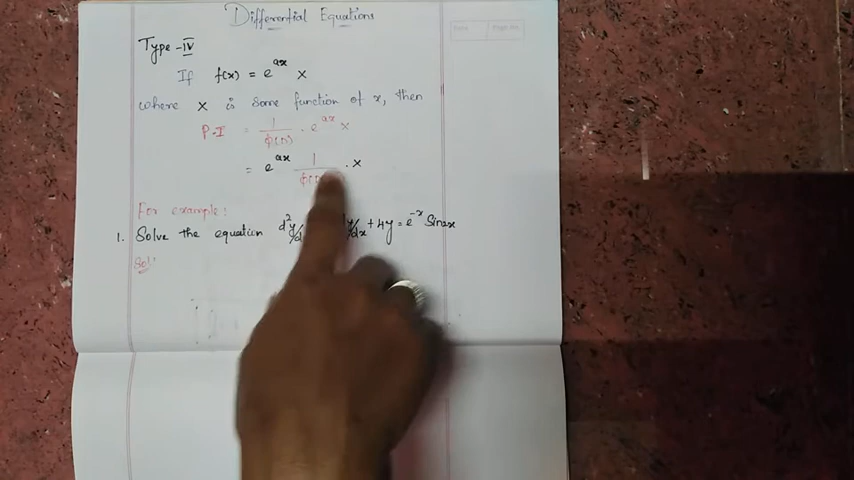 Differential Equations
Type - IV
If f(x) = e^ax X
where X is some function of x, then
P.I = 1/ϕ(D) . e^ax X
= e^ax 1/ϕ( . X
For example:
1. Solve the equation d²y/d y/dx + 4y = e^-x Sin2x
Sol: